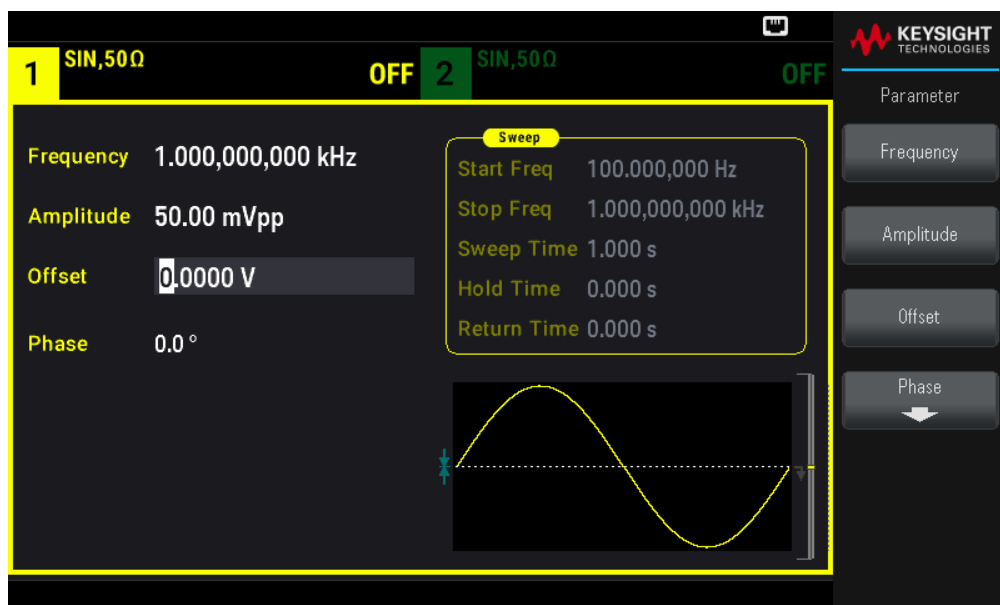 KEYSIGHT
TECHNOLOGIES
1 SIN,50Ω OFF 2 SIN,50Ω OFF
Parameter
Frequency 1.000,000,000 kHz
Amplitude 50.00 mVpp
Offset 0.0000 V
Phase 0.0 °
Sweep
Start Freq 100.000,000 Hz
Stop Freq 1.000,000,000 kHz
Sweep Time 1.000 s
Hold Time 0.000 s
Return Time 0.000 s
Frequency
Amplitude
Offset
Phase